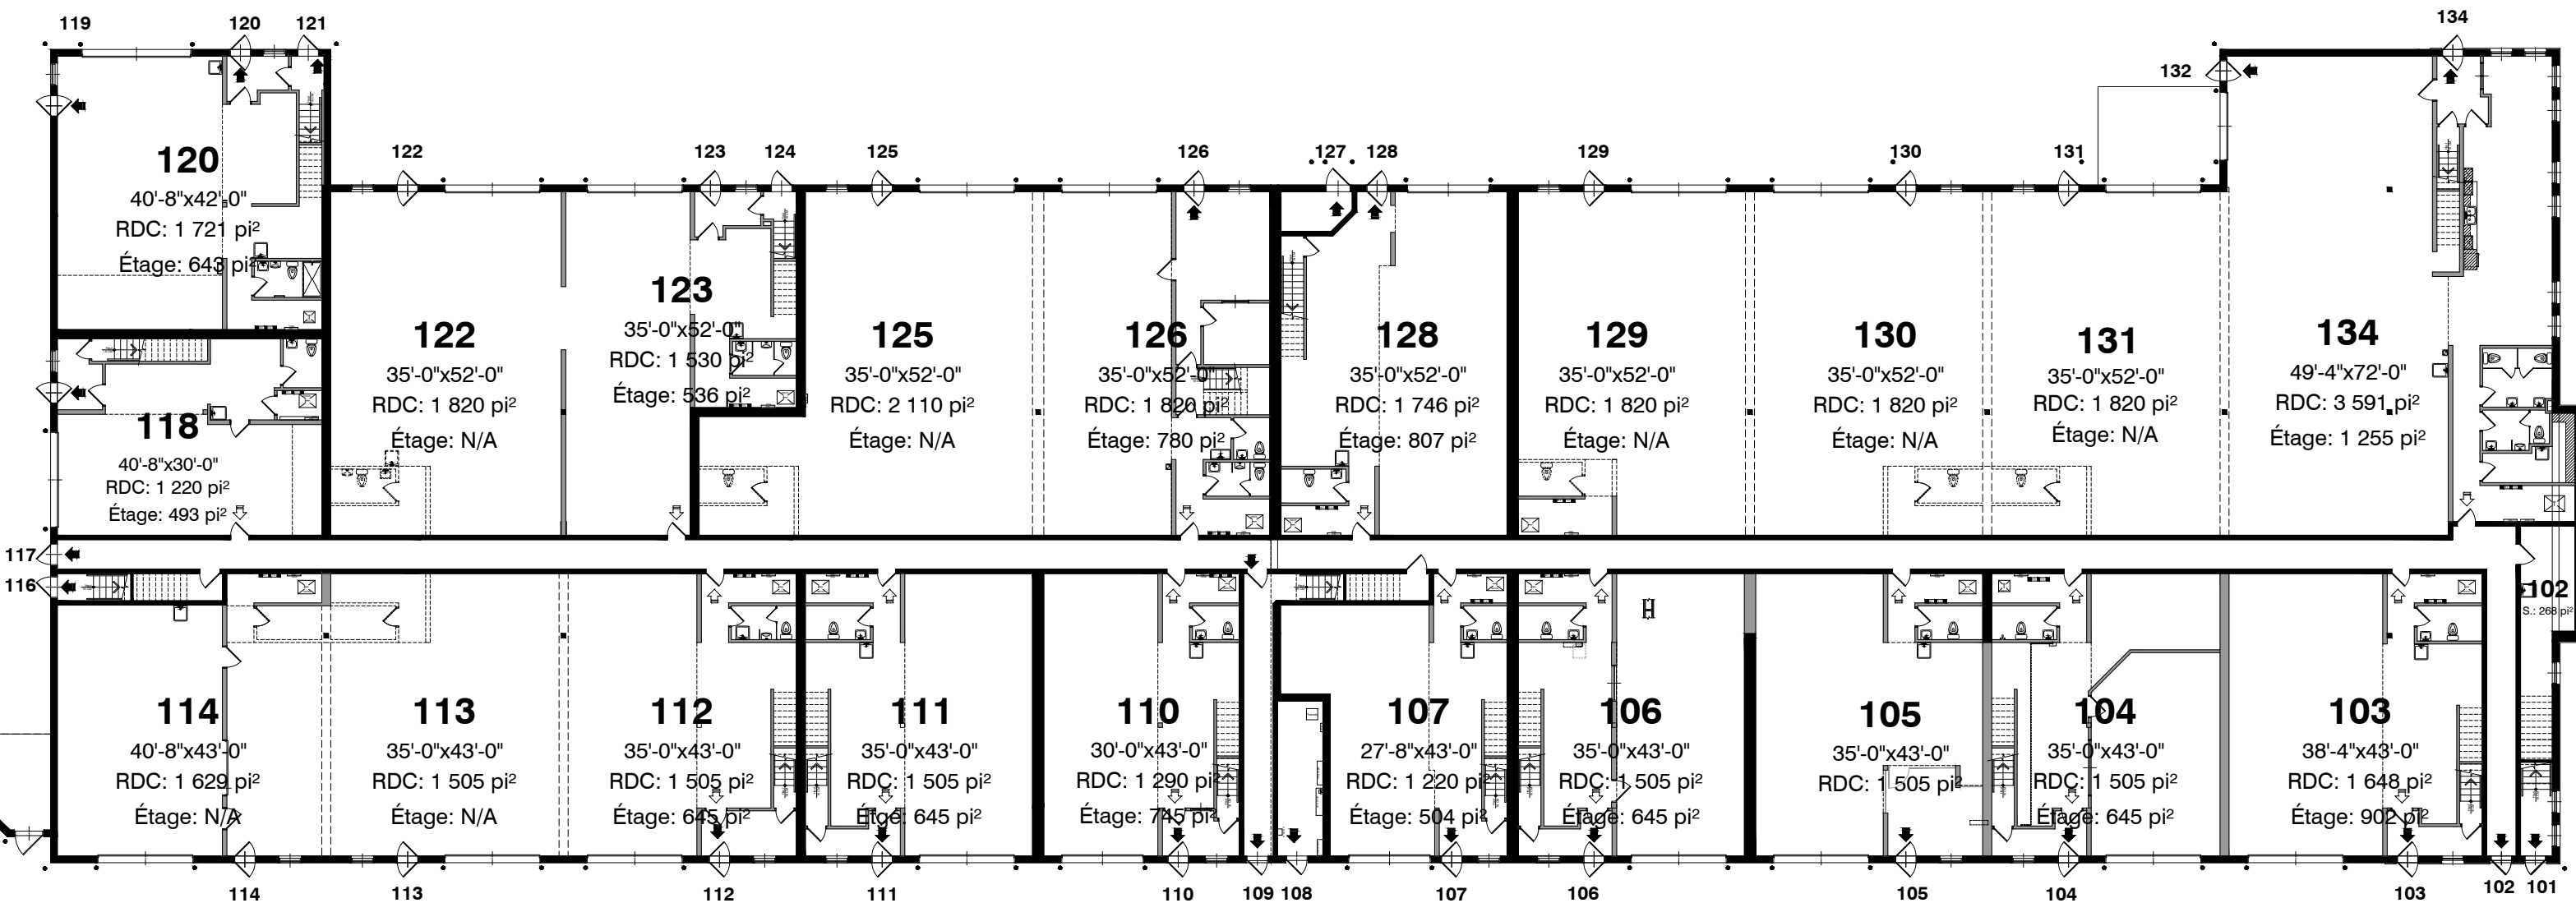 119
120
121
134
132
122
123
124
125
126
127
128
129
130
131
120
40'-8"x42'-0"
RDC: 1 721 pi²
Étage: 643 pi²
118
40'-8"x30'-0"
RDC: 1 220 pi²
Étage: 493 pi²
122
35'-0"x52'-0"
RDC: 1 820 pi²
Étage: N/A
123
35'-0"x52'-0"
RDC: 1 530 pi²
Étage: 536 pi²
125
35'-0"x52'-0"
RDC: 2 110 pi²
Étage: N/A
126
35'-0"x52'-0"
RDC: 1 820 pi²
Étage: 780 pi²
128
35'-0"x52'-0"
RDC: 1 746 pi²
Étage: 807 pi²
129
35'-0"x52'-0"
RDC: 1 820 pi²
Étage: N/A
130
35'-0"x52'-0"
RDC: 1 820 pi²
Étage: N/A
131
35'-0"x52'-0"
RDC: 1 820 pi²
Étage: N/A
134
49'-4"x72'-0"
RDC: 3 591 pi²
Étage: 1 255 pi²
117
116
114
40'-8"x43'-0"
RDC: 1 629 pi²
Étage: N/A
113
35'-0"x43'-0"
RDC: 1 505 pi²
Étage: N/A
112
35'-0"x43'-0"
RDC: 1 505 pi²
Étage: 645 pi²
111
35'-0"x43'-0"
RDC: 1 505 pi²
Étage: 645 pi²
110
30'-0"x43'-0"
RDC: 1 290 pi²
Étage: 745 pi²
107
27'-8"x43'-0"
RDC: 1 220 pi²
Étage: 504 pi²
106
35'-0"x43'-0"
RDC: 1 505 pi²
Étage: 645 pi²
105
35'-0"x43'-0"
RDC: 1 505 pi²
104
35'-0"x43'-0"
RDC: 1 505 pi²
Étage: 645 pi²
103
38'-4"x43'-0"
RDC: 1 648 pi²
Étage: 902 pi²
102
S.: 268 pi²
114
113
112
111
110
109
108
107
106
105
104
103
102
101